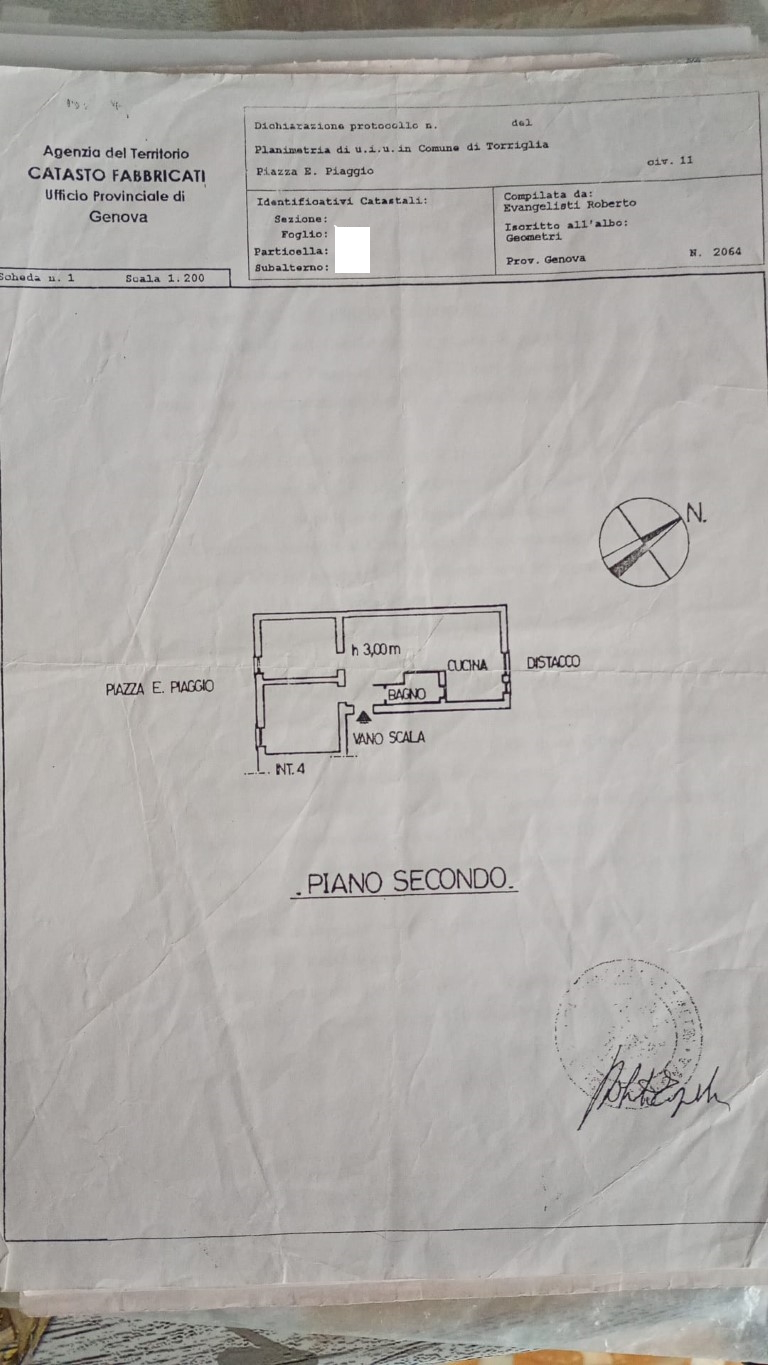 Agenzia del Territorio
CATASTO FABBRICATI
Ufficio Provinciale di
Genova
Dichiarazione protocollo n. del
Planimetria di u.i.u. in Comune di Torriglia
Piazza E. Piaggio civ. 11
Identificativi Catastali:
Sezione:
Foglio:
Particella:
Subalterno:
Compilata da:
Evangelisti Roberto
Iscritto all'albo:
Geometri
Prov. Genova N. 2064
Scheda n. 1 Scala 1.200
N.
h 3,00 m
CUCINA
DISTACCO
PIAZZA E. PIAGGIO
BAGNO
VANO SCALA
INT. 4
PIANO SECONDO.